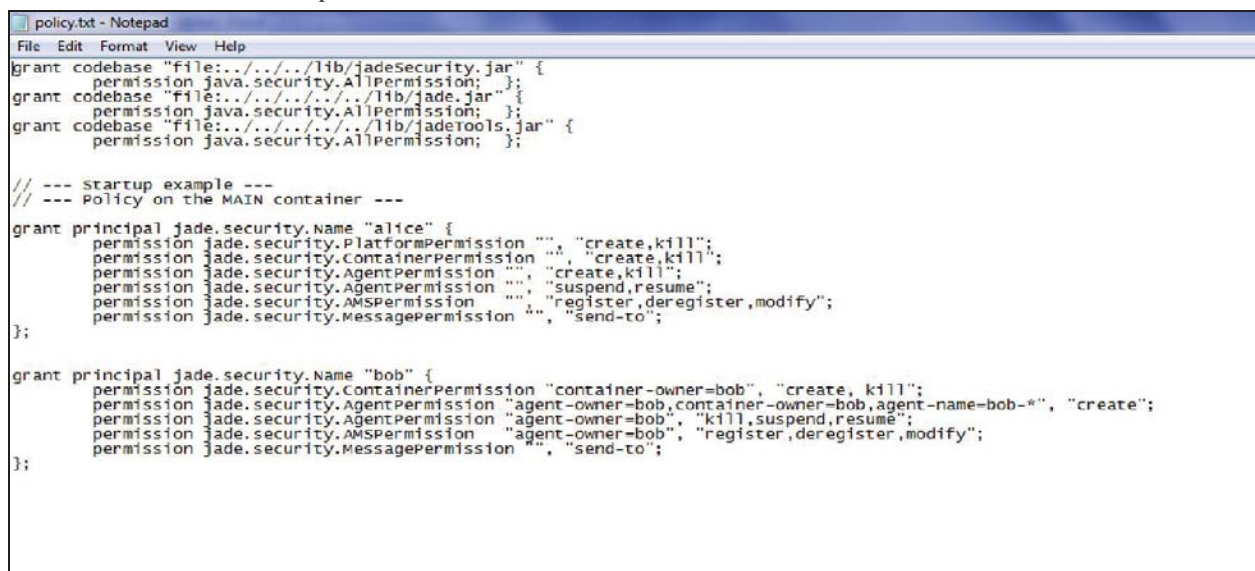 policy.txt - Notepad
File Edit Format View Help
grant codebase "file:../../../lib/jadeSecurity.jar" {
permission java.security.AllPermission; };
grant codebase "file:../../../../../lib/jade.jar" {
permission java.security.AllPermission; };
grant codebase "file:../../../../../lib/jadeTools.jar" {
permission java.security.AllPermission; };
// --- Startup example ---
// --- Policy on the MAIN container ---
grant principal jade.security.Name "alice" {
permission jade.security.PlatformPermission "", "create,kill";
permission jade.security.ContainerPermission "", "create,kill";
permission jade.security.AgentPermission "", "create,kill";
permission jade.security.AgentPermission "", "suspend,resume";
permission jade.security.AMSPermission "", "register,deregister,modify";
permission jade.security.MessagePermission "", "send-to";
};
grant principal jade.security.Name "bob" {
permission jade.security.ContainerPermission "container-owner=bob", "create, kill";
permission jade.security.AgentPermission "agent-owner=bob,container-owner=bob,agent-name=bob-*", "create";
permission jade.security.AgentPermission "agent-owner=bob", "kill,suspend,resume";
permission jade.security.AMSPermission "agent-owner=bob", "register,deregister,modify";
permission jade.security.MessagePermission "", "send-to";
};